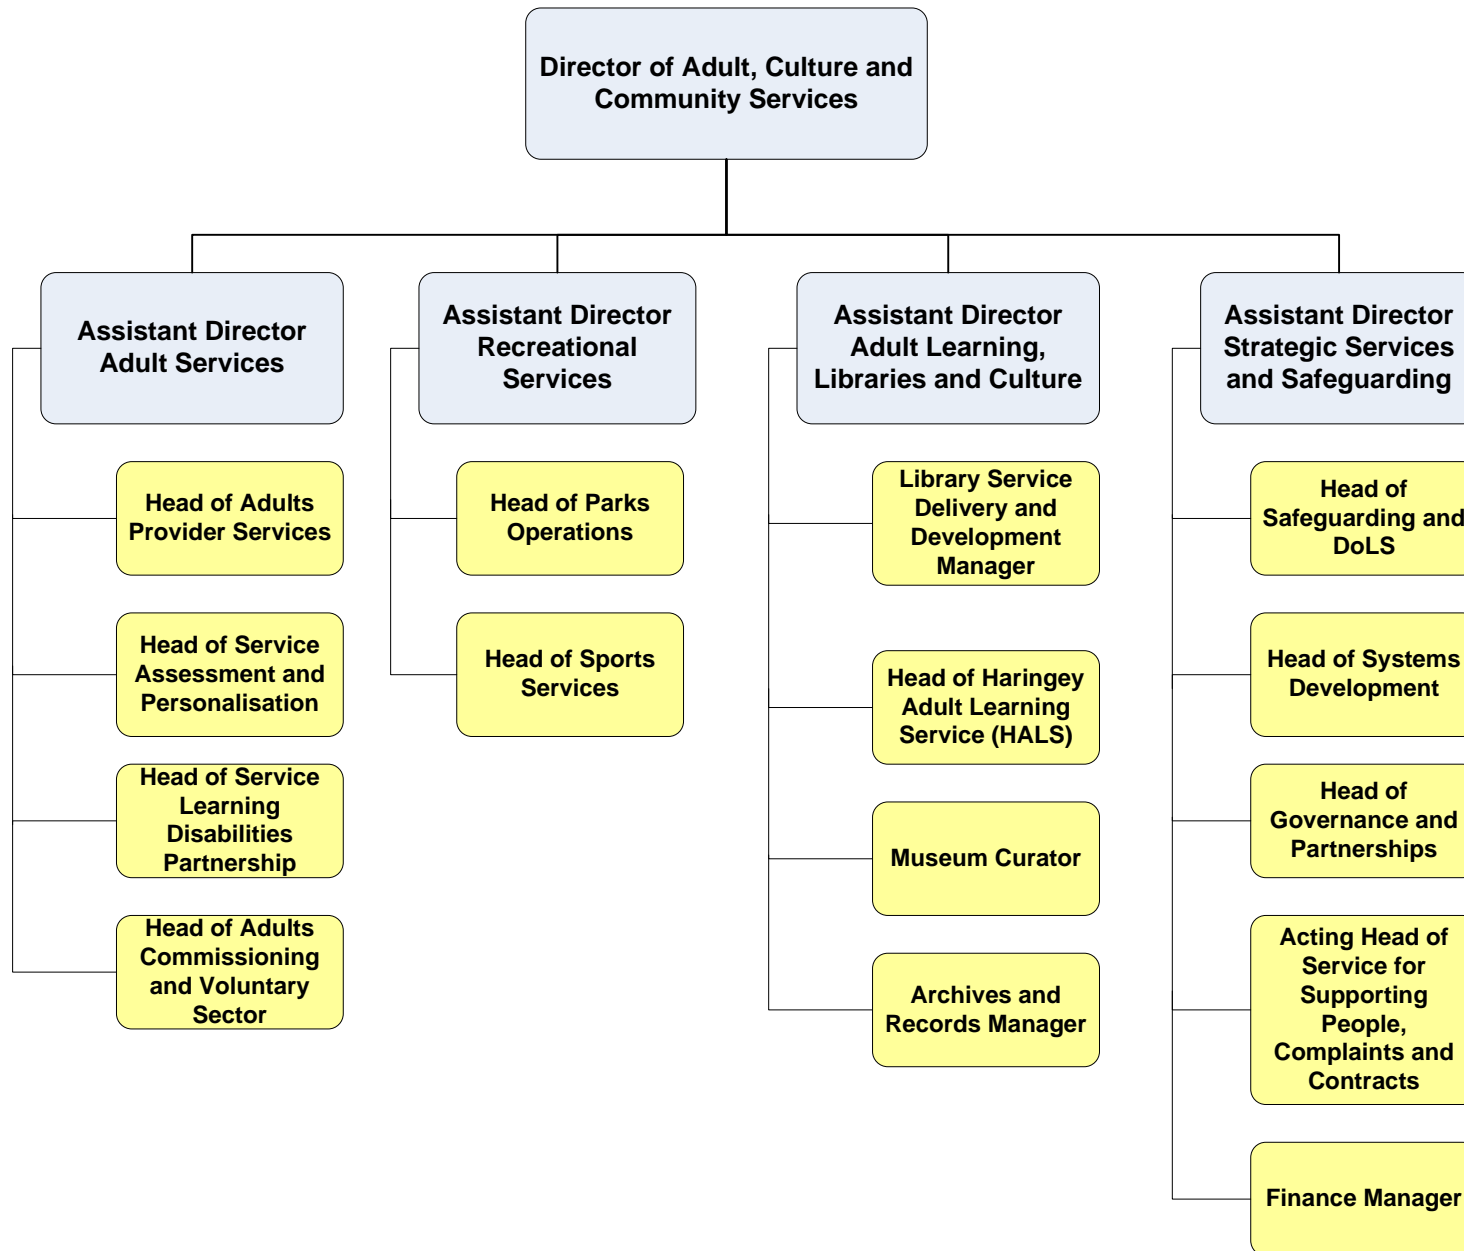 Director of Adult, Culture and
Community Services
Assistant Director
Adult Services
Assistant Director
Recreational
Services
Assistant Director
Adult Learning,
Libraries and Culture
Assistant Director
Strategic Services
and Safeguarding
Head of Adults
Provider Services
Head of Service
Assessment and
Personalisation
Head of Service
Learning
Disabilities
Partnership
Head of Adults
Commissioning
and Voluntary
Sector
Head of Parks
Operations
Head of Sports
Services
Library Service
Delivery and
Development
Manager
Head of Haringey
Adult Learning
Service (HALS)
Museum Curator
Archives and
Records Manager
Head of
Safeguarding and
DoLS
Head of Systems
Development
Head of
Governance and
Partnerships
Acting Head of
Service for
Supporting
People,
Complaints and
Contracts
Finance Manager